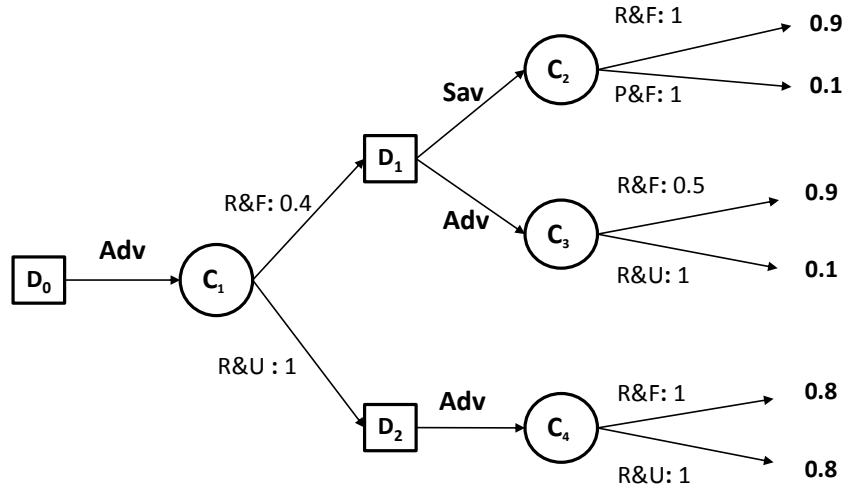 R&F: 1
0.9
C₂
Sav
P&F: 1
0.1
D₁
R&F: 0.5
0.9
R&F: 0.4
Adv
C₃
R&U: 1
0.1
Adv
D₀
C₁
R&U : 1
R&F: 1
0.8
Adv
D₂
C₄
R&U: 1
0.8